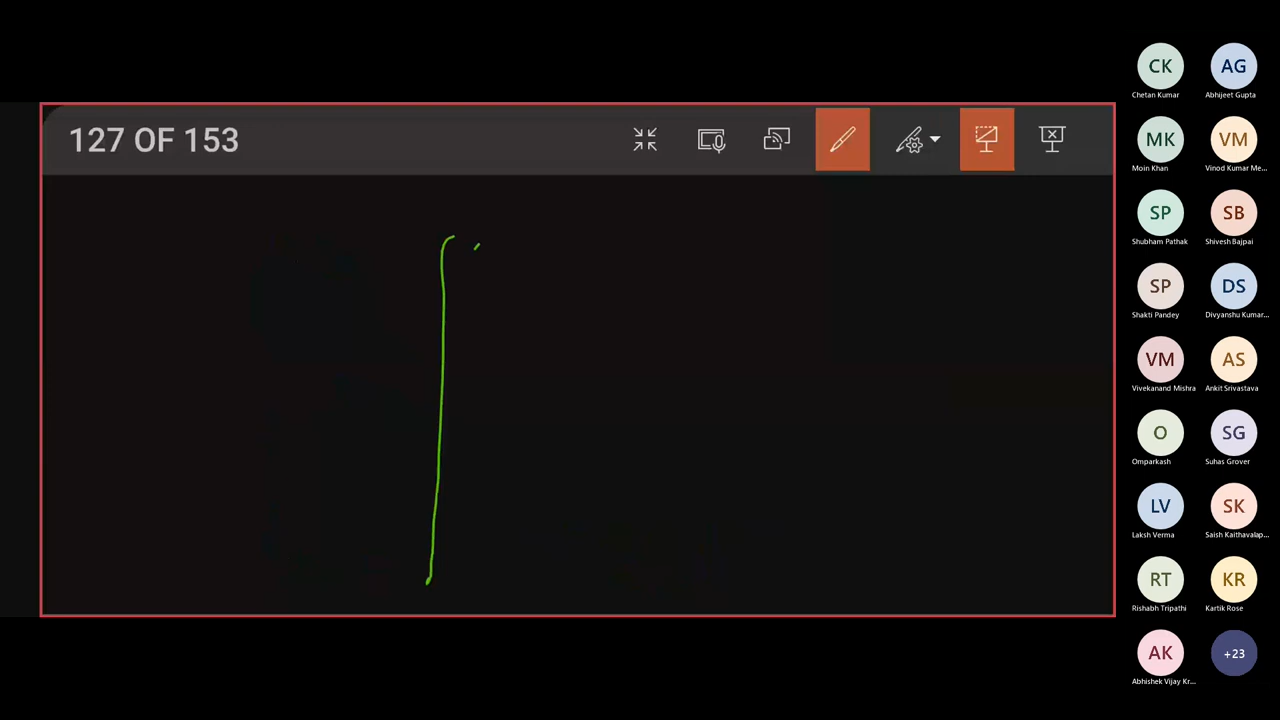 127 OF 153
CK
Chetan Kumar
AG
Abhijeet Gupta
MK
Moin Khan
VM
Vinod Kumar Me...
SP
Shubham Pathak
SB
Shivesh Bajpai
SP
Shakti Pandey
DS
Divyanshu Kumar...
VM
Vivekanand Mishra
AS
Ankit Srivastava
O
Omparkash
SG
Suhas Grover
LV
Laksh Verma
SK
Saish Kaithavalap...
RT
Rishabh Tripathi
KR
Kartik Rose
AK
Abhishek Vijay Kr...
+23